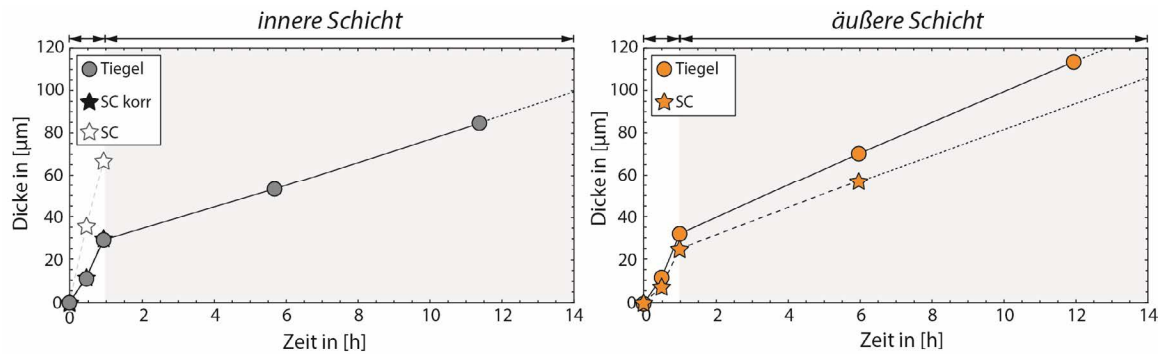 innere Schicht
120
100
80
60
40
20
0
Dicke in [µm]
Tiegel
SC korr
SC
0 2 4 6 8 10 12 14
Zeit in [h]
äußere Schicht
120
100
80
60
40
20
0
Dicke in [µm]
Tiegel
SC
0 2 4 6 8 10 12 14
Zeit in [h]